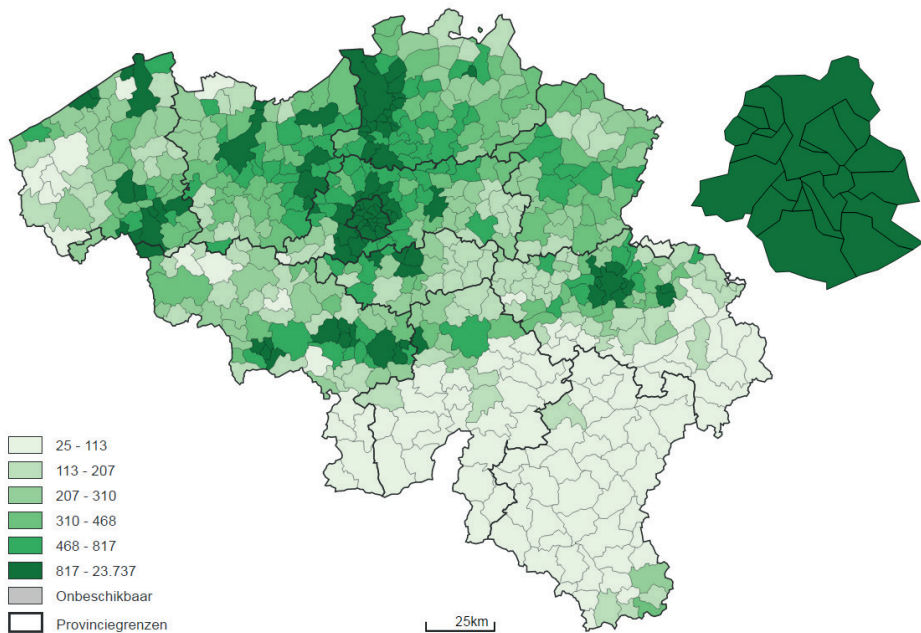 25 - 113
113 - 207
207 - 310
310 - 468
468 - 817
817 - 23.737
Onbeschikbaar
Provinciegrenzen
25km